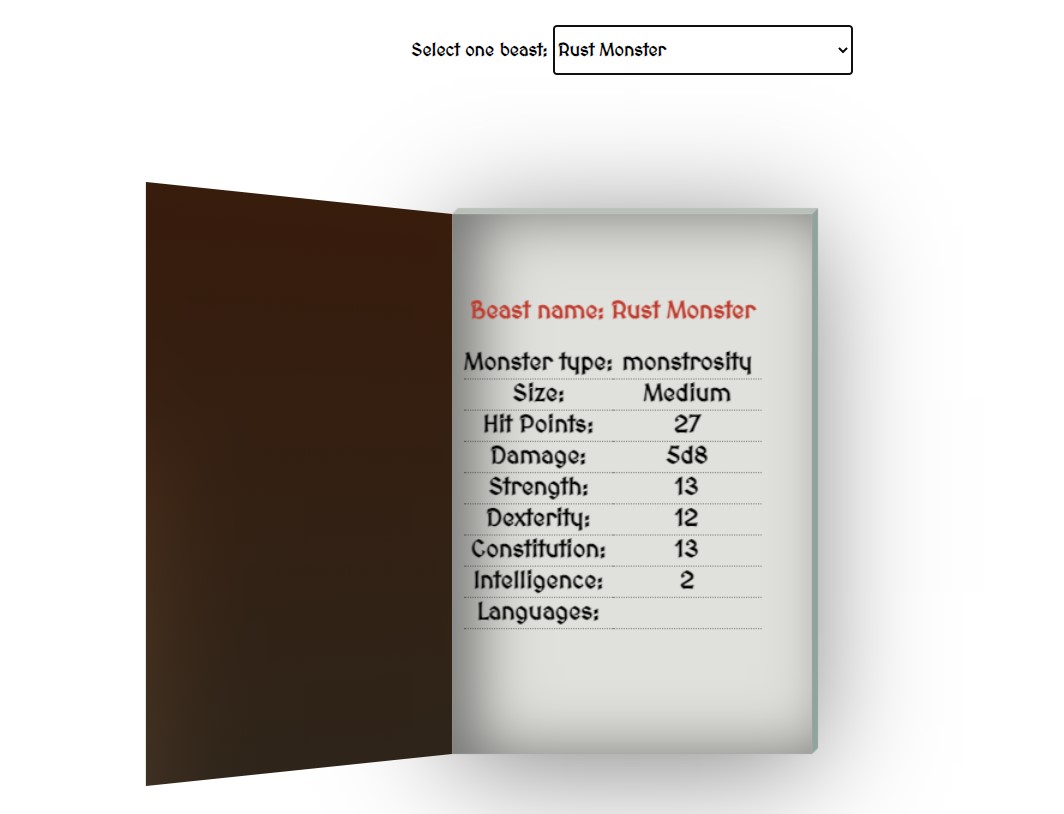 Select one beast: Rust Monster
Beast name: Rust Monster
Monster type: monstrosity
Size: Medium
Hit Points: 27
Damage: 5d8
Strength: 13
Dexterity: 12
Constitution: 13
Intelligence: 2
Languages: